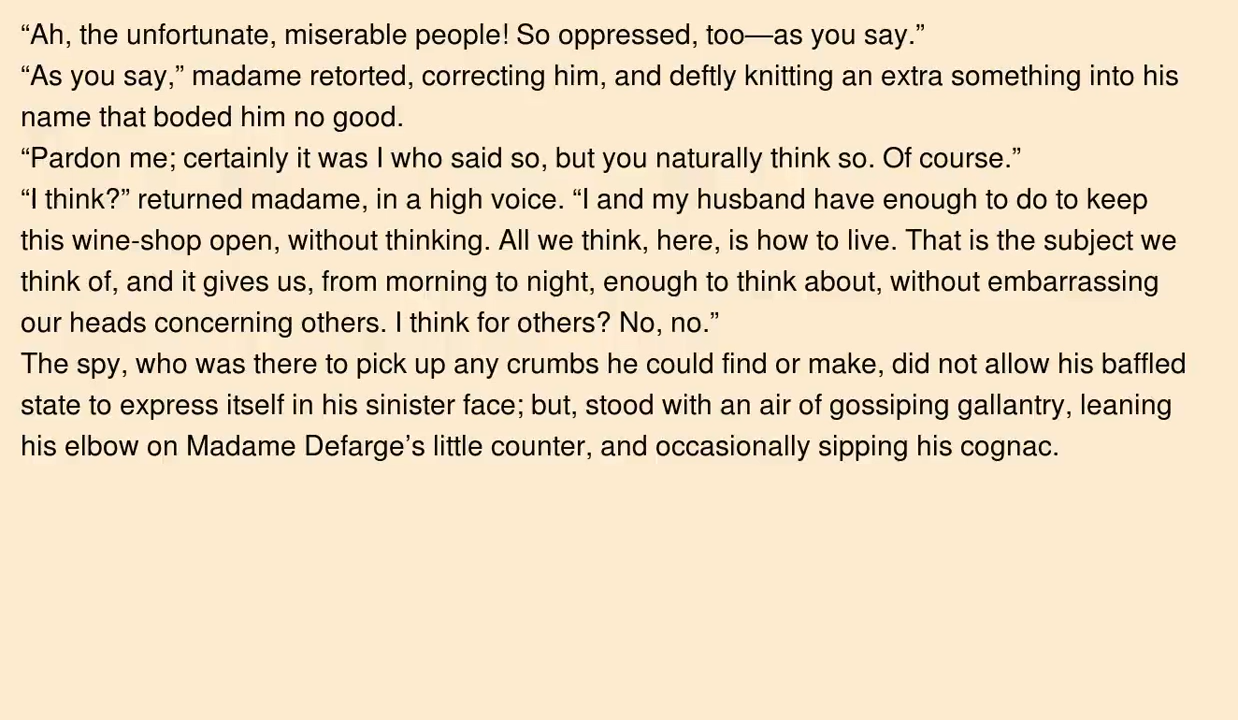 “Ah, the unfortunate, miserable people! So oppressed, too—as you say.”
“As you say,” madame retorted, correcting him, and deftly knitting an extra something into his
name that boded him no good.
“Pardon me; certainly it was I who said so, but you naturally think so. Of course.”
“I think?” returned madame, in a high voice. “I and my husband have enough to do to keep
this wine-shop open, without thinking. All we think, here, is how to live. That is the subject we
think of, and it gives us, from morning to night, enough to think about, without embarrassing
our heads concerning others. I think for others? No, no.”
The spy, who was there to pick up any crumbs he could find or make, did not allow his baffled
state to express itself in his sinister face; but, stood with an air of gossiping gallantry, leaning
his elbow on Madame Defarge’s little counter, and occasionally sipping his cognac.